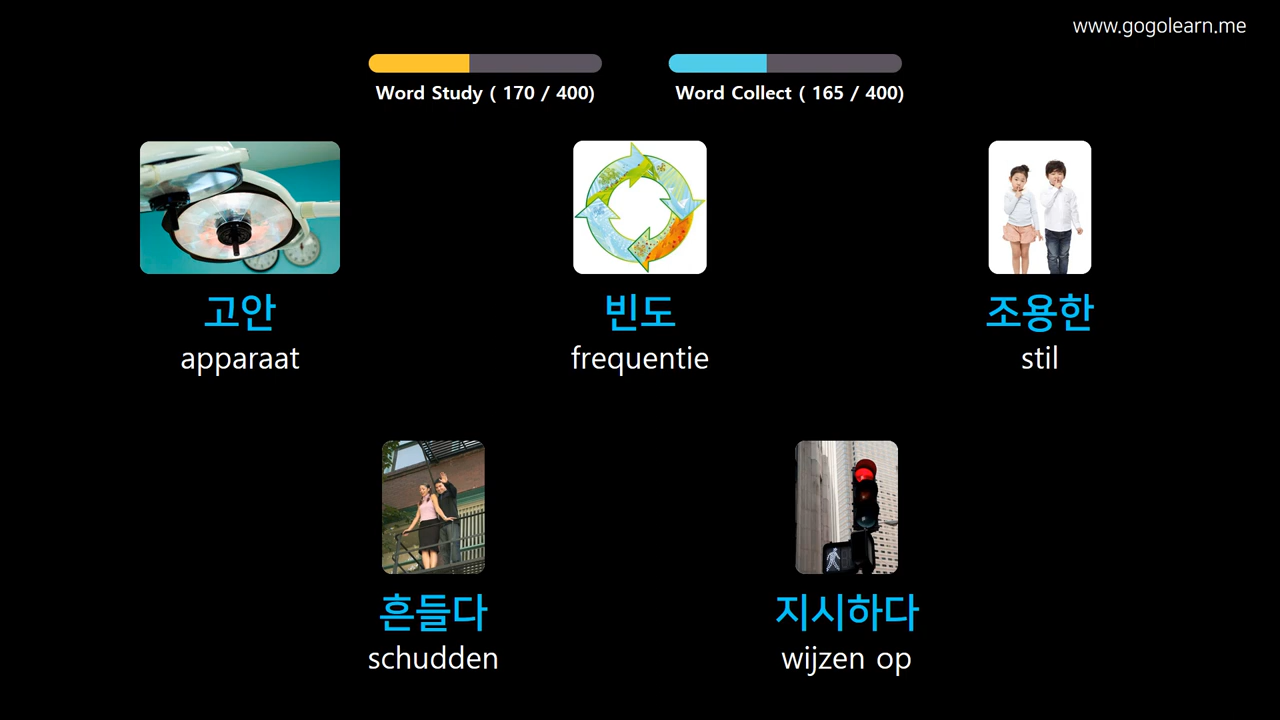 www.gogolearn.me
Word Study ( 170 / 400)
Word Collect ( 165 / 400)
고안
apparaat
빈도
frequentie
조용한
stil
흔들다
schudden
지시하다
wijzen op